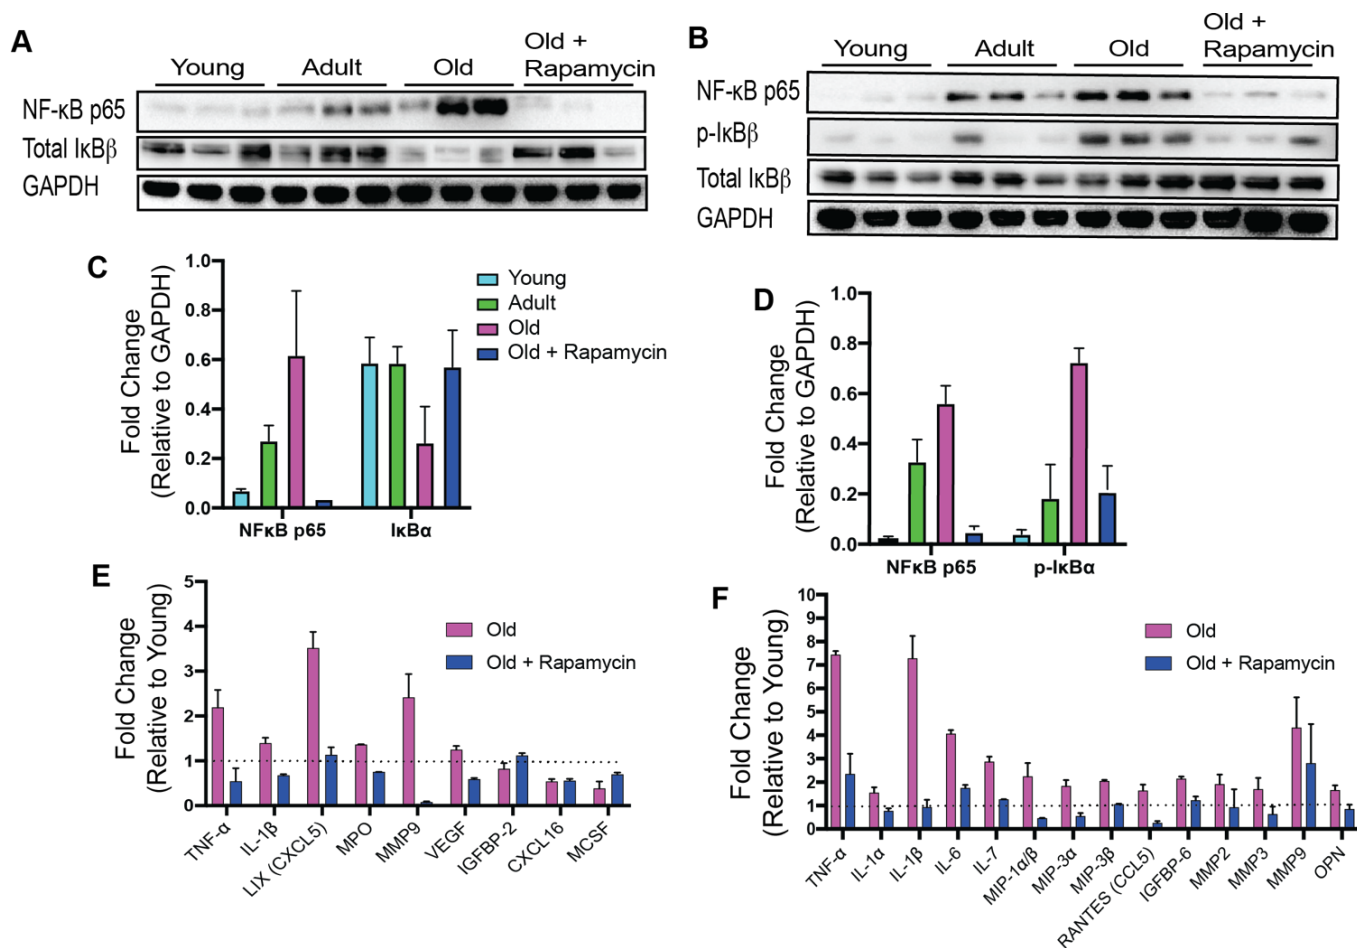 A
Young
Adult
Old
Old +
Rapamycin
NF-κB p65
Total IκBβ
GAPDH
B
Young
Adult
Old
Old +
Rapamycin
NF-κB p65
p-IκBβ
Total IκBβ
GAPDH
C
Fold Change
(Relative to GAPDH)
1.0
0.8
0.6
0.4
0.2
0.0
NFκB p65
IκBα
Young
Adult
Old
Old + Rapamycin
D
Fold Change
(Relative to GAPDH)
1.0
0.8
0.6
0.4
0.2
0.0
NFκB p65
p-IκBα
E
Fold Change
(Relative to Young)
5
4
3
2
1
0
Old
Old + Rapamycin
TNF-α
IL-1β
LIX (CXCL5)
MPO
MMP9
VEGF
IGFBP-2
CXCL16
MCSF
F
Fold Change
(Relative to Young)
10
9
8
7
6
5
4
3
2
1
0
Old
Old + Rapamycin
TNF-α
IL-1α
IL-1β
IL-6
IL-7
MIP-1α/β
MIP-3α
MIP-3β
RANTES (CCL5)
IGFBP-6
MMP2
MMP3
MMP9
OPN